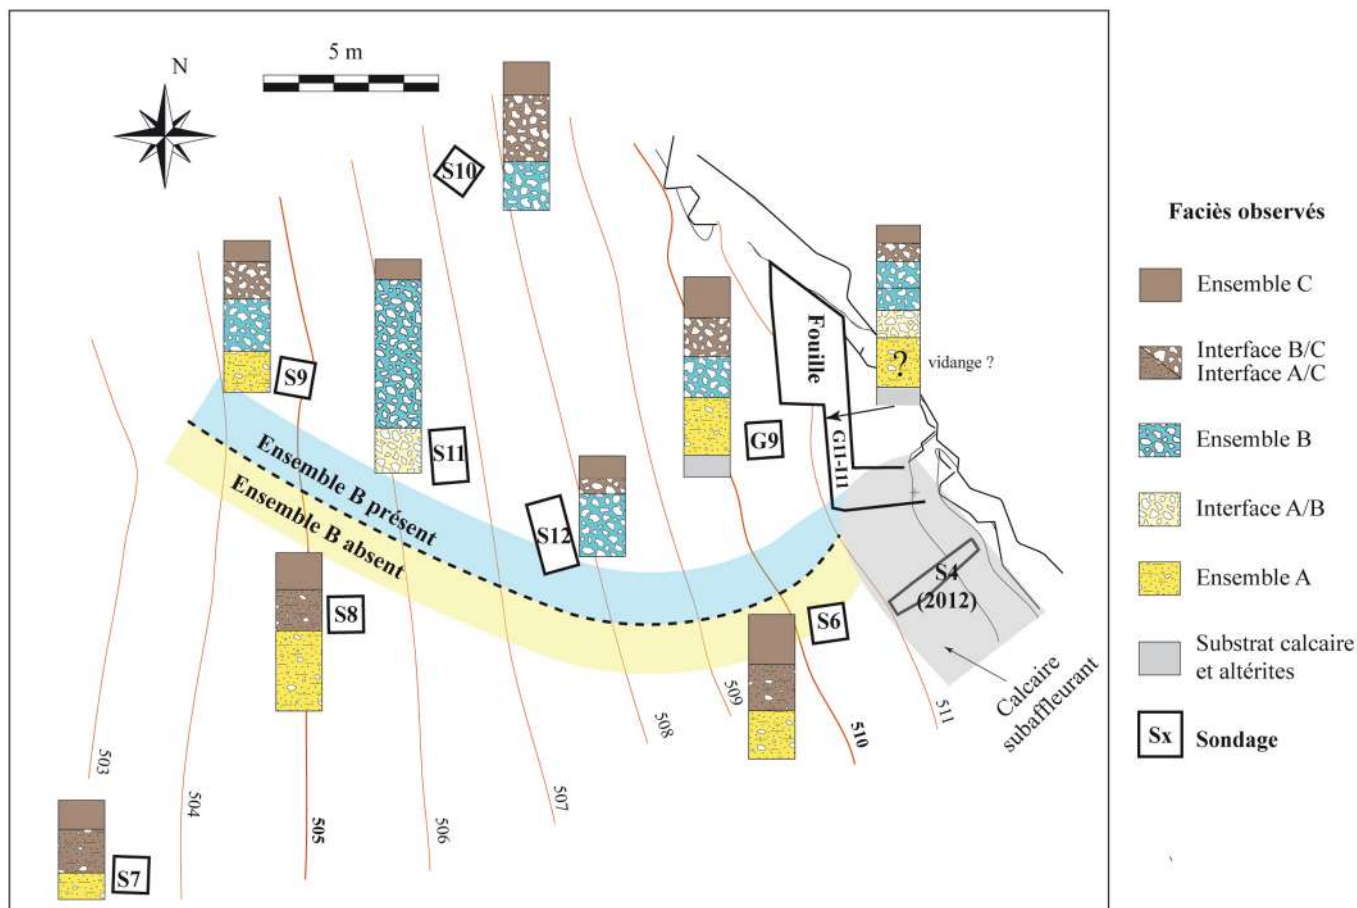 5 m
N
S10
S9
S11
Fouille
G9
G11-I11
?
vidange ?
Ensemble B présent
Ensemble B absent
S12
S8
S6
S4
(2012)
Calcaire
subaffleurant
S7
503
504
505
506
507
508
509
510
511
Faciès observés
Ensemble C
Interface B/C
Interface A/C
Ensemble B
Interface A/B
Ensemble A
Substrat calcaire
et altérites
Sx
Sondage